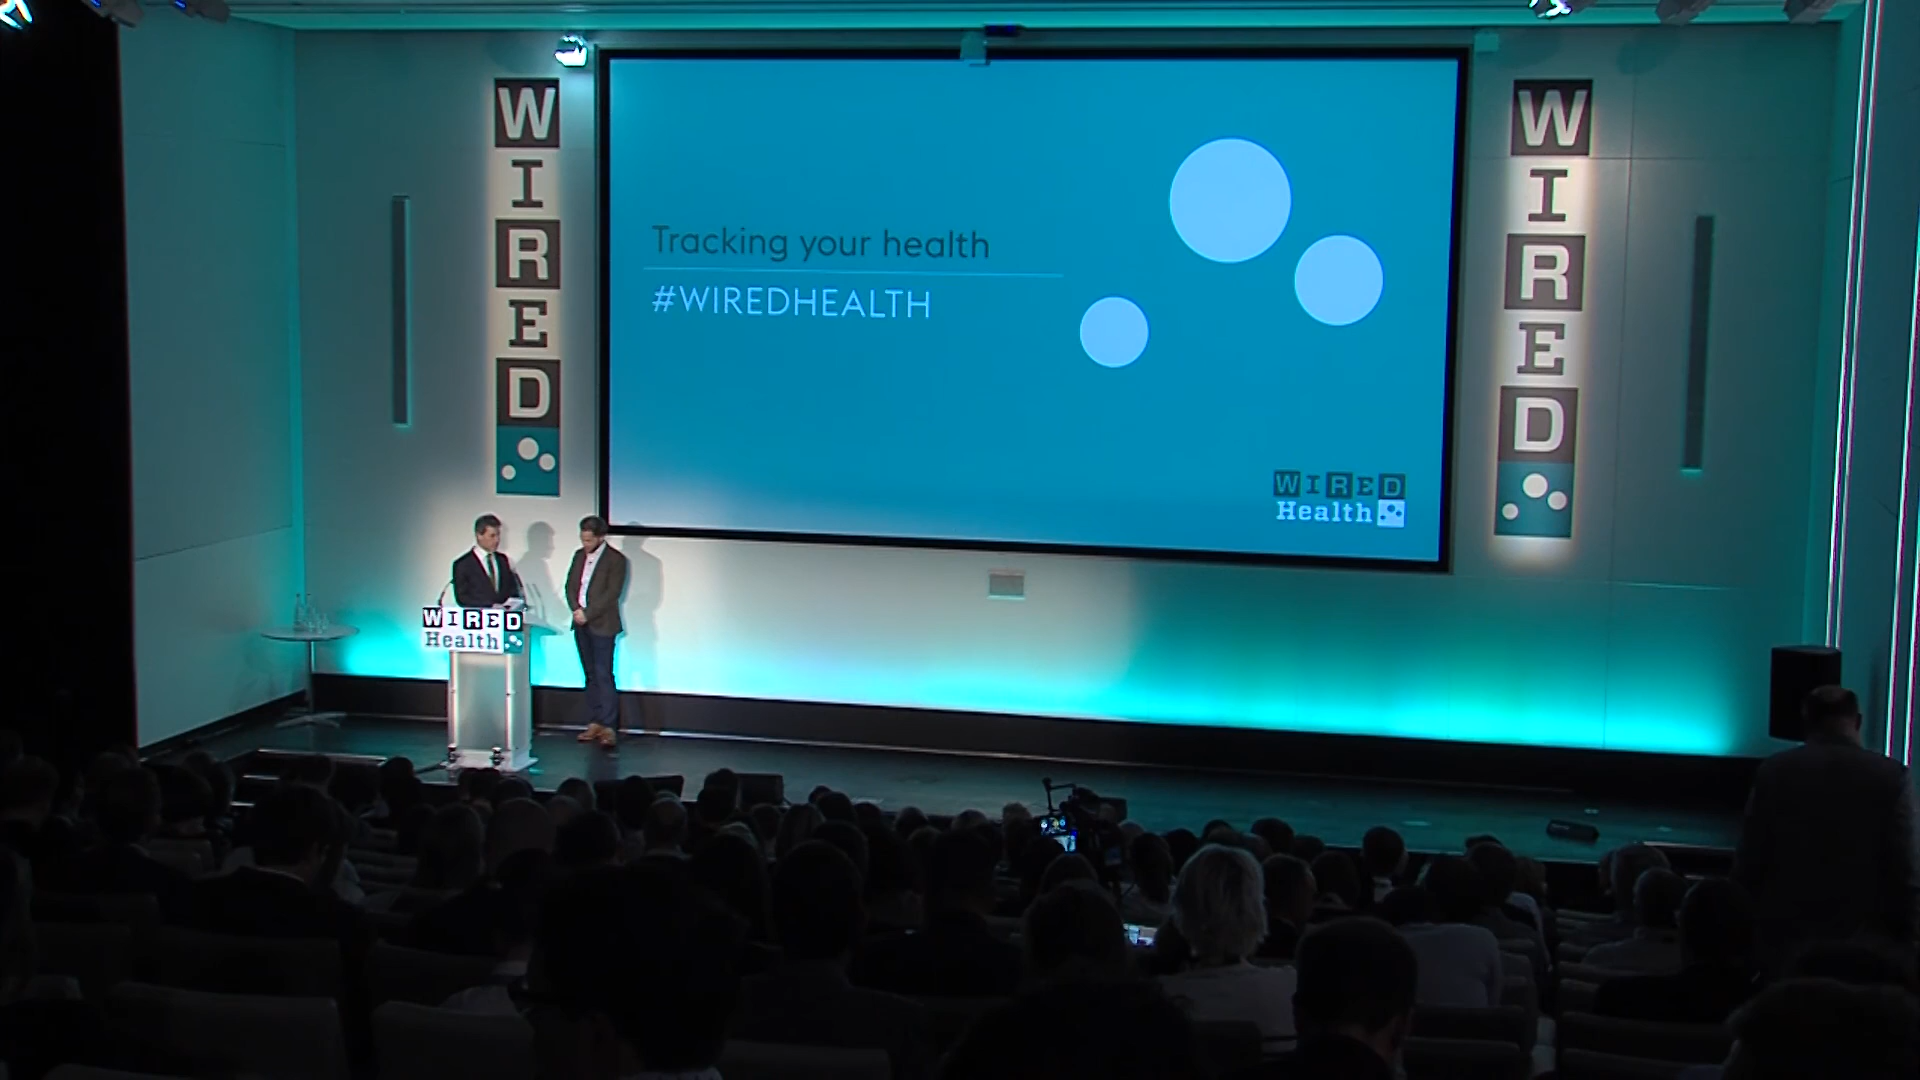 WIRED
Tracking your health
#WIREDHEALTH
WIRED
Health
WIRED
WIRED
Health